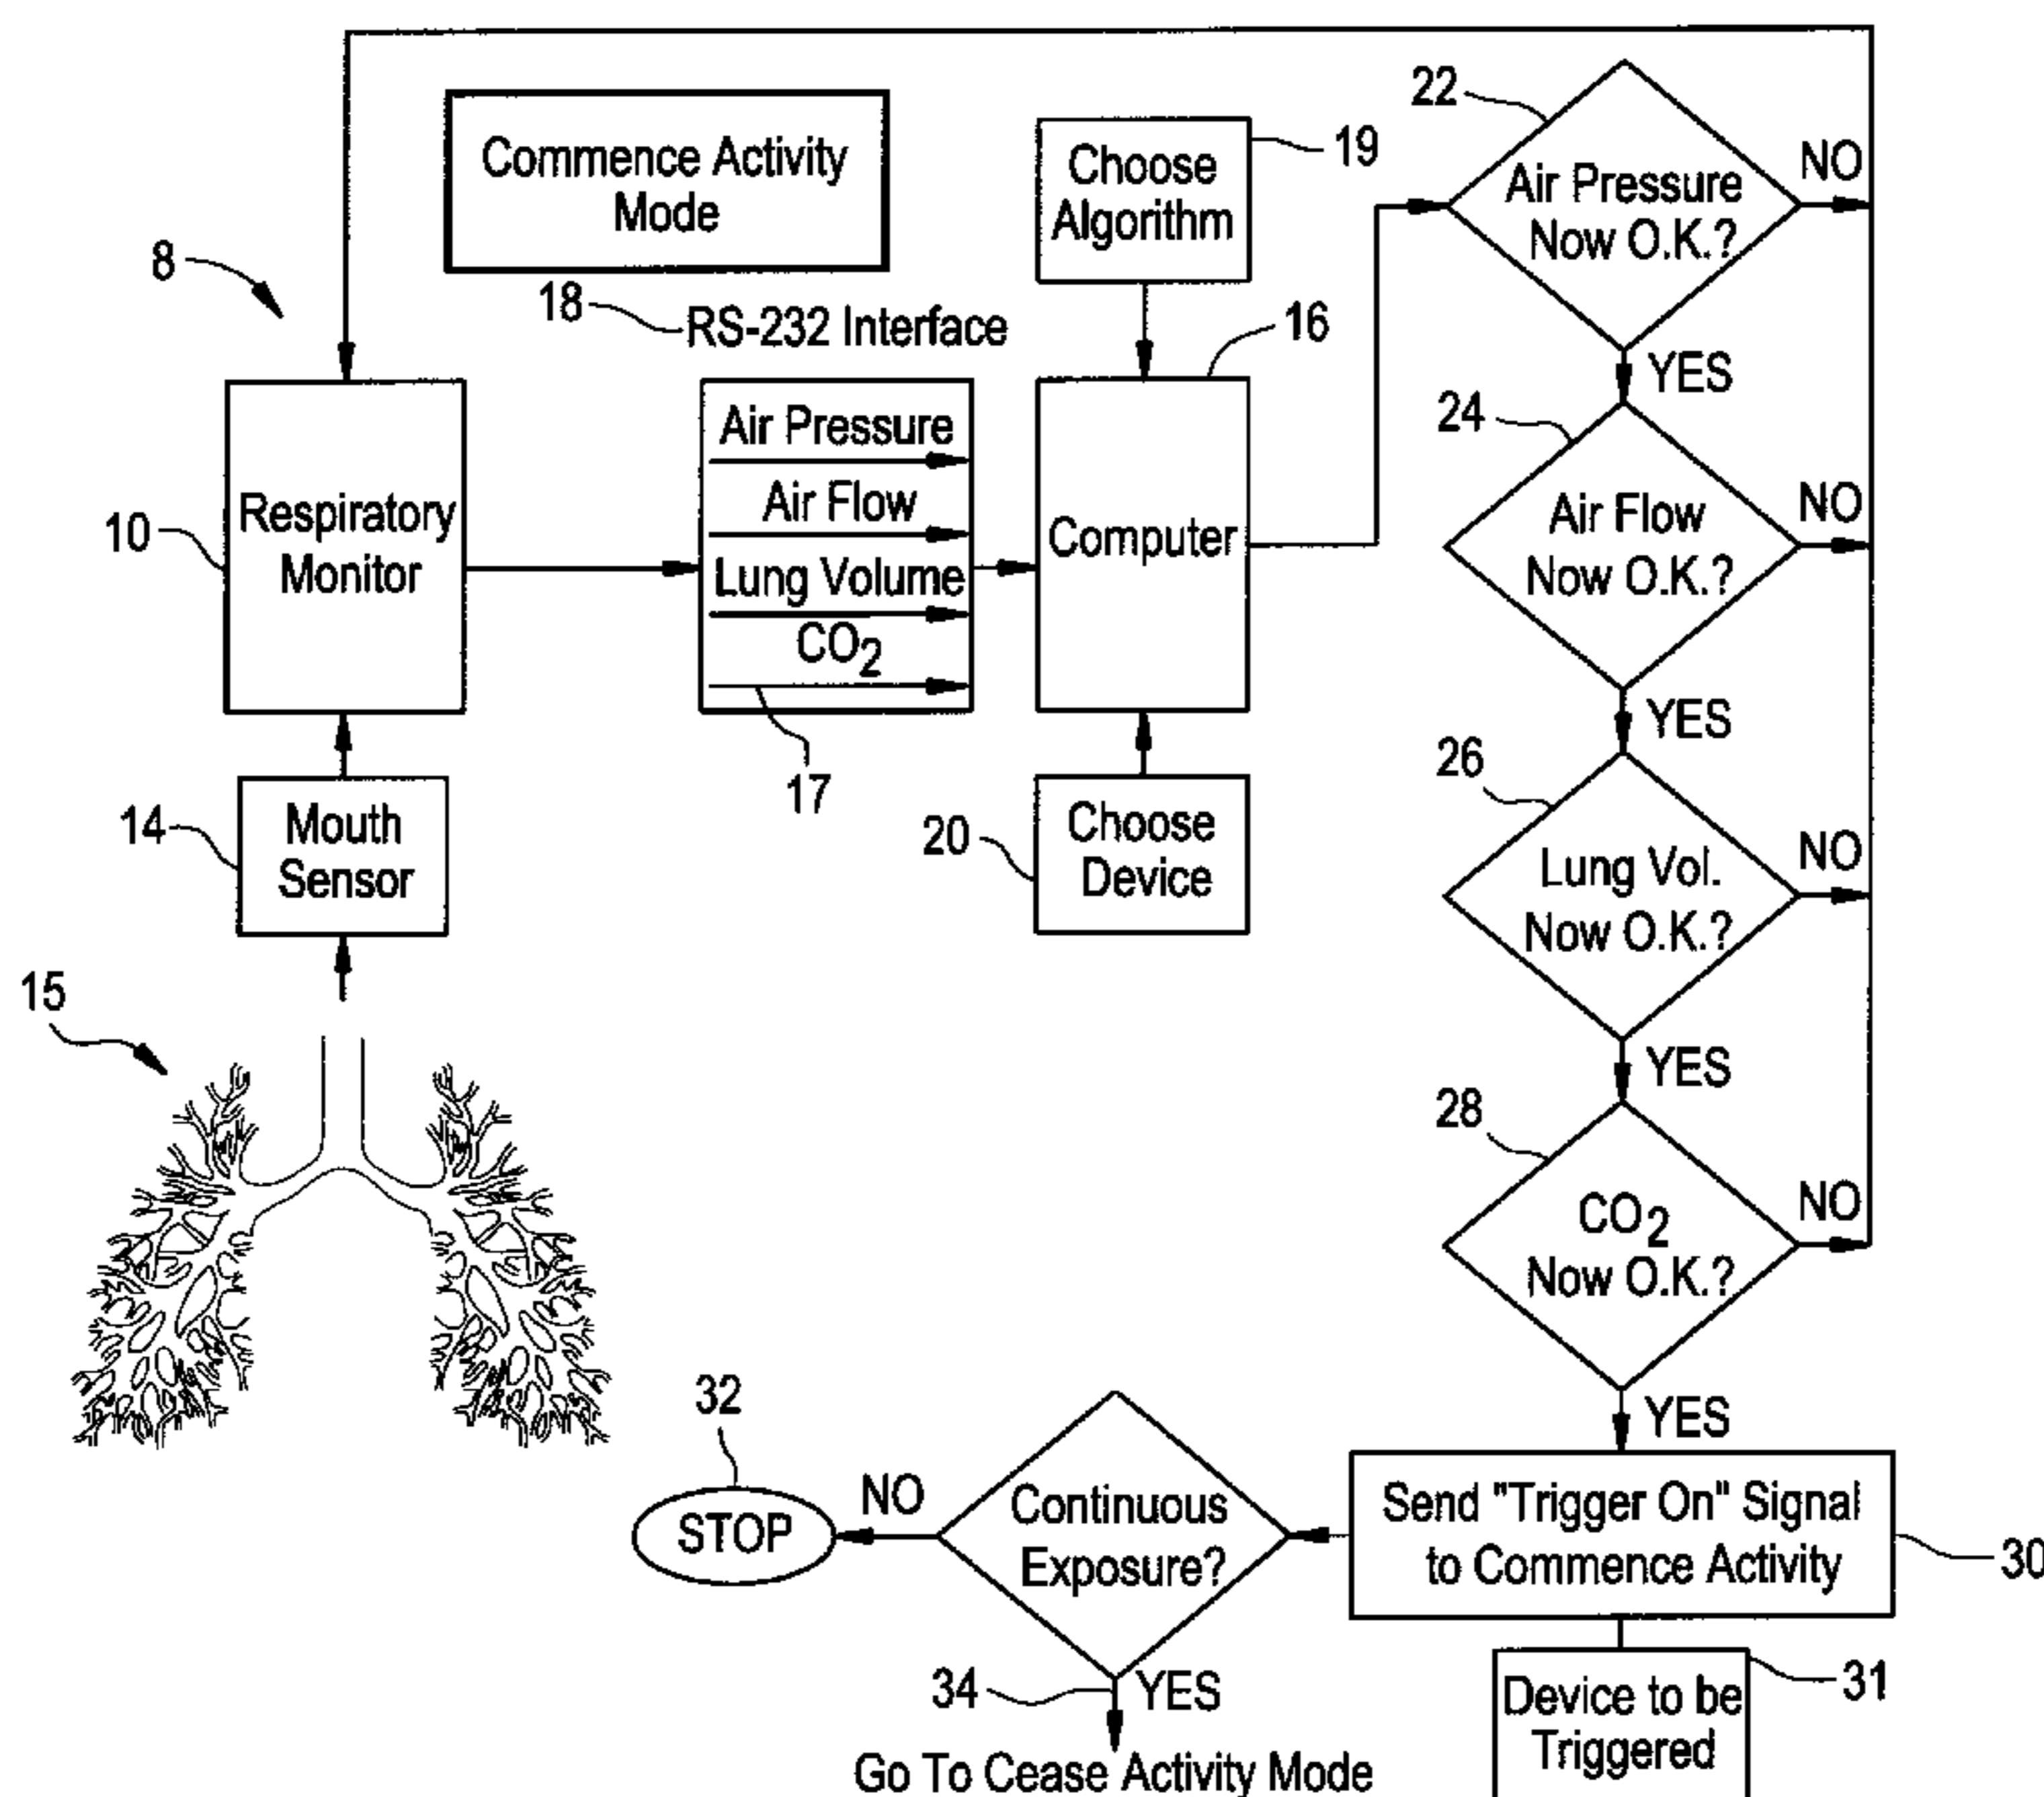 Commence Activity
Mode
8
18
RS-232 Interface
Choose
Algorithm
19
16
22
Air Pressure
Now O.K.?
NO
YES
10
Respiratory
Monitor
Air Pressure
Air Flow
Lung Volume
CO2
17
Computer
24
Air Flow
Now O.K.?
NO
YES
14
Mouth
Sensor
20
Choose
Device
26
Lung Vol.
Now O.K.?
NO
YES
15
28
CO2
Now O.K.?
NO
YES
32
STOP
NO
Continuous
Exposure?
Send "Trigger On" Signal
to Commence Activity
30
34
YES
Go To Cease Activity Mode
Device to be
Triggered
31